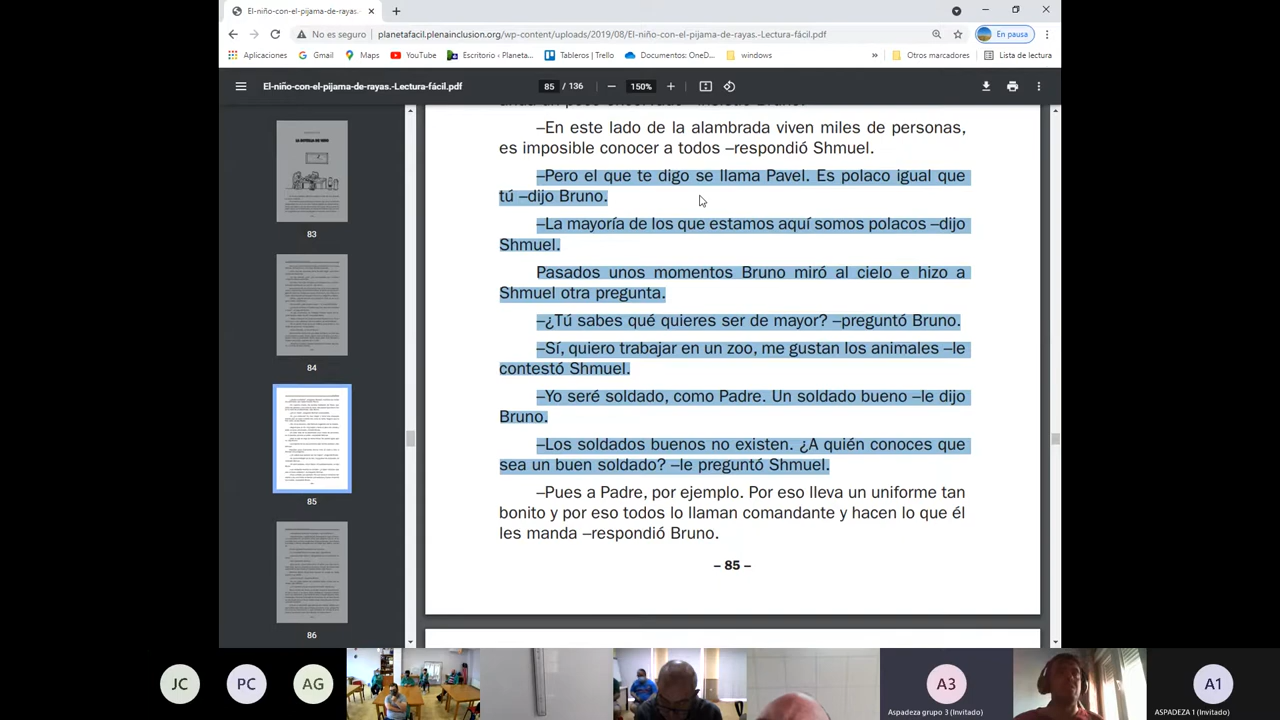 El-niño-con-el-pijama-de-rayas.-L
No es seguro
planetafacil.plenainclusion.org/wp-content/uploads/2019/08/El-niño-con-el-pijama-de-rayas.-Lectura-fácil.pdf
En pausa
Aplicaciones
Gmail
Maps
YouTube
Escritorio - Planeta...
Tableros | Trello
Documentos: OneD...
windows
»
Otros marcadores
Lista de lectura
El-niño-con-el-pijama-de-rayas.-Lectura-fácil.pdf
85 / 136
150%
83
84
85
86
–En este lado de la alambrada viven miles de personas,
es imposible conocer a todos –respondió Shmuel.
–Pero el que te digo se llama Pavel. Es polaco igual que
tú –dijo Bruno.
–La mayoría de los que estamos aquí somos polacos –dijo
Shmuel.
Pasados unos momentos Bruno miró al cielo e hizo a
Shmuel otra pregunta.
–¿Sabes qué quieres ser de mayor? –preguntó Bruno.
–Sí, quiero trabajar en un zoo, me gustan los animales –le
contestó Shmuel.
–Yo seré soldado, como Padre. Un soldado bueno –le dijo
Bruno.
–Los soldados buenos no existen. ¿A quién conoces que
sea un buen soldado? –le preguntó Shmuel.
–Pues a Padre, por ejemplo. Por eso lleva un uniforme tan
bonito y por eso todos lo llaman comandante y hacen lo que él
les manda –respondió Bruno.
– 85 –
JC
PC
AG
A3
Aspadeza grupo 3 (Invitado)
A1
ASPADEZA 1 (Invitado)